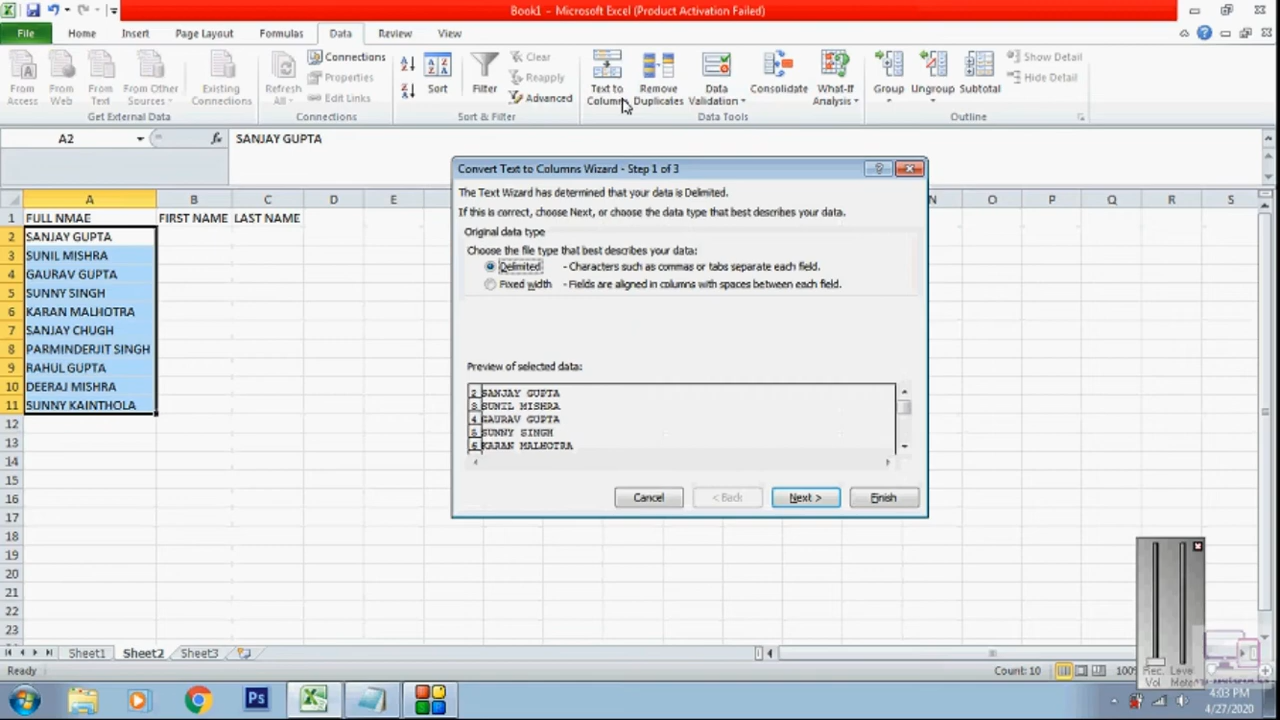 Book1 - Microsoft Excel (Product Activation Failed)
File Home Insert Page Layout Formulas Data Review View
From Access
From Web
From Text
From Other Sources
Existing Connections
Get External Data
Refresh All
Connections
Properties
Edit Links
Connections
Sort
Filter
Clear
Reapply
Advanced
Sort & Filter
Text to Columns
Remove Duplicates
Data Validation
Consolidate
What-If Analysis
Data Tools
Group
Ungroup
Subtotal
Show Detail
Hide Detail
Outline
A2 fx SANJAY GUPTA
A B C D E N O P Q R S
1 FULL NMAE FIRST NAME LAST NAME
2 SANJAY GUPTA
3 SUNIL MISHRA
4 GAURAV GUPTA
5 SUNNY SINGH
6 KARAN MALHOTRA
7 SANJAY CHUGH
8 PARMINDERJIT SINGH
9 RAHUL GUPTA
10 DEERAJ MISHRA
11 SUNNY KAINTHOLA
12
13
14
15
16
17
18
19
20
21
22
23
Convert Text to Columns Wizard - Step 1 of 3
The Text Wizard has determined that your data is Delimited.
If this is correct, choose Next, or choose the data type that best describes your data.
Original data type
Choose the file type that best describes your data:
Delimited - Characters such as commas or tabs separate each field.
Fixed width - Fields are aligned in columns with spaces between each field.
Preview of selected data:
2 SANJAY GUPTA
3 SUNIL MISHRA
4 GAURAV GUPTA
5 SUNNY SINGH
6 KARAN MALHOTRA
Cancel < Back Next > Finish
Sheet1 Sheet2 Sheet3
Ready Count: 10 100%
Rec. Vol
Level
Ps
4:03 PM
4/27/2020